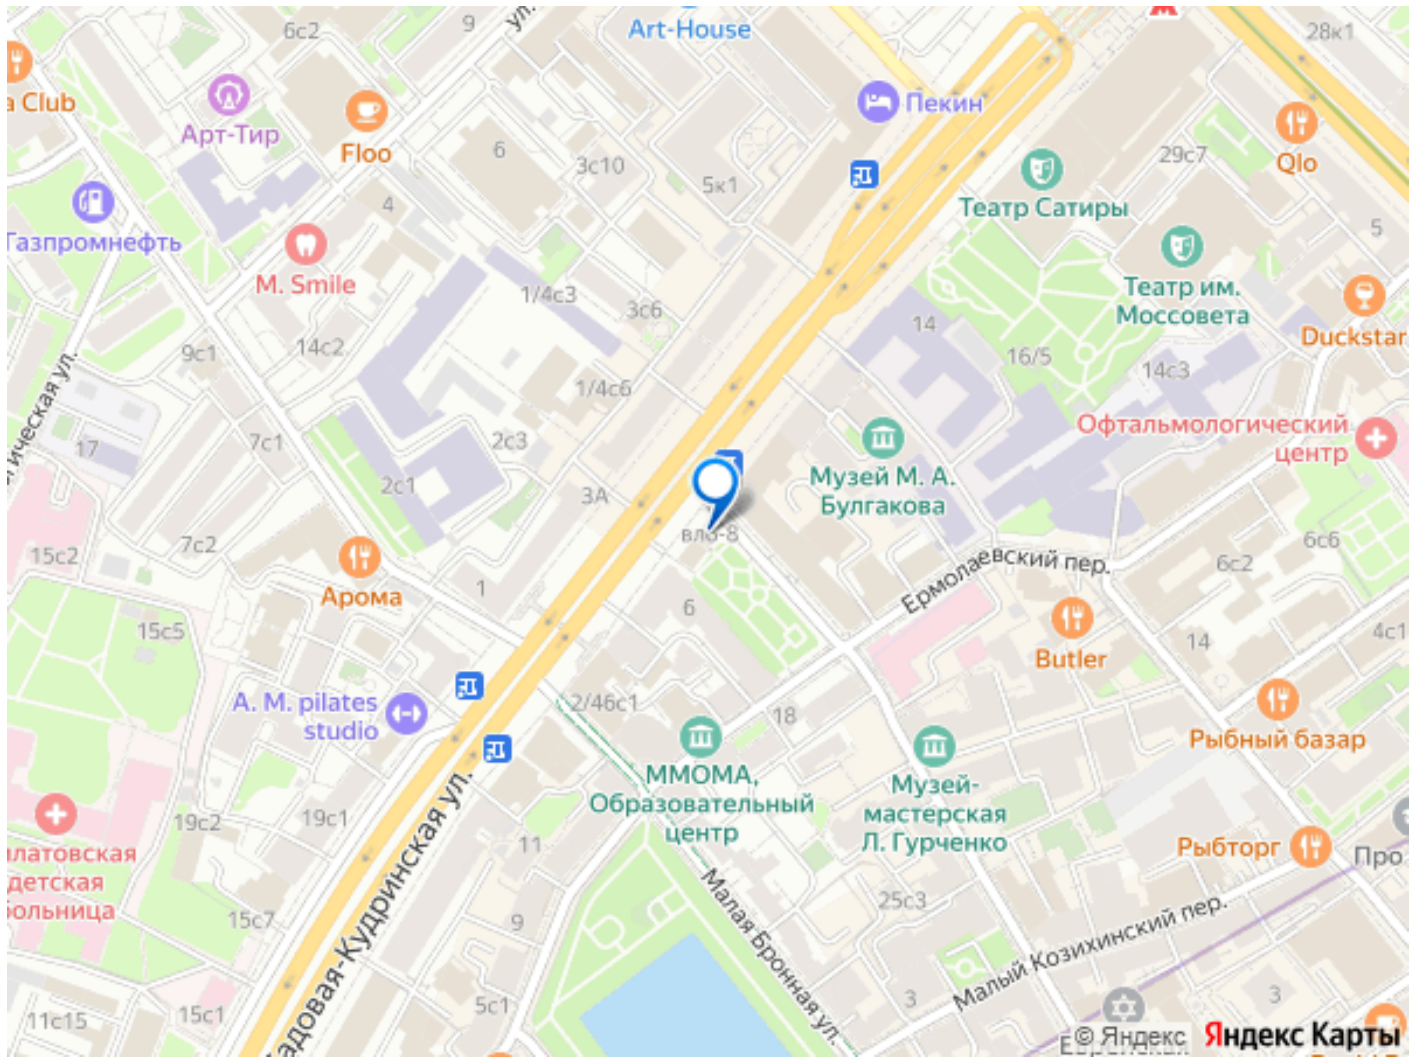 6с2
9
ул.
Art-House
28к1
a Club
Арт-Тир
Floo
6
3с10
5к1
Пекин
29с7
Qlo
Театр Сатиры
4
Газпромнефть
M. Smile
5
Театр им.
Моссовета
Duckstar
1/4с3
3с6
14
16/5
14с3
9с1
14с2
1/4с6
ическая ул.
17
7с1
2с3
2с1
3А
Музей М. А.
Булгакова
Офтальмологический
центр
15с2
7с2
вл6-8
Ермолаевский пер.
6с2
6с6
Арома
1
6
15с5
Butler
14
4с1
A. M. pilates
studio
2/46с1
18
Рыбный базар
ММОМА,
Образовательный
центр
Музей-
мастерская
Л. Гурченко
19с2
19с1
11
Рыбторг
Про
латовская
детская
больница
15с7
9
Садовая-Кудринская ул.
Малая Бронная ул.
25с3
Малый Козихинский пер.
5с1
3
3
11с15
15с1
© Яндекс
Яндекс Карты